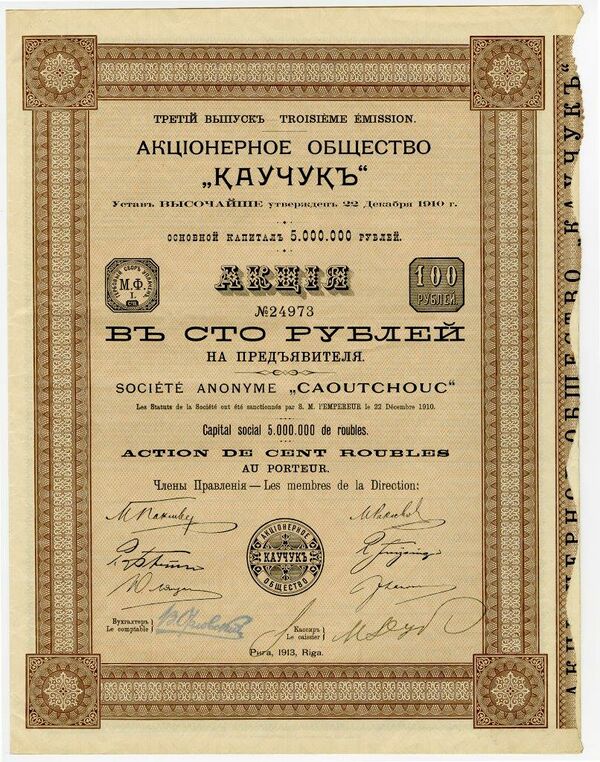 ТРЕТІЙ ВЫПУСКЪ TROISIÈME ÉMISSION.
АКЦІОНЕРНОЕ ОБЩЕСТВО
„КАУЧУКЪ“
Уставъ ВЫСОЧАЙШЕ утвержденъ 22 Декабря 1910 г.
ОСНОВНОЙ КАПИТАЛЪ 5.000.000 РУБЛЕЙ.
М.Ф.
I.
АКЦІЯ
100
РУБЛЕЙ
№24973
ВЪ СТО РУБЛЕЙ
НА ПРЕДЪЯВИТЕЛЯ.
SOCIÉTÉ ANONYME „CAOUTCHOUC“
Les Statuts de la Société ont été sanctionnés par S. M. l'EMPEREUR le 22 Décembre 1910.
Capital social 5.000.000 de roubles.
ACTION DE CENT ROUBLES
AU PORTEUR.
Члены Правленія — Les membres de la Direction:
АКЦІОНЕРНОЕ
КАУЧУКЪ
ОБЩЕСТВО
Бухгалтеръ
Le comptable
Кассиръ
Le caissier
Рига, 1913, Riga.
ОБЩЕСТВО „КАУЧУКЪ“